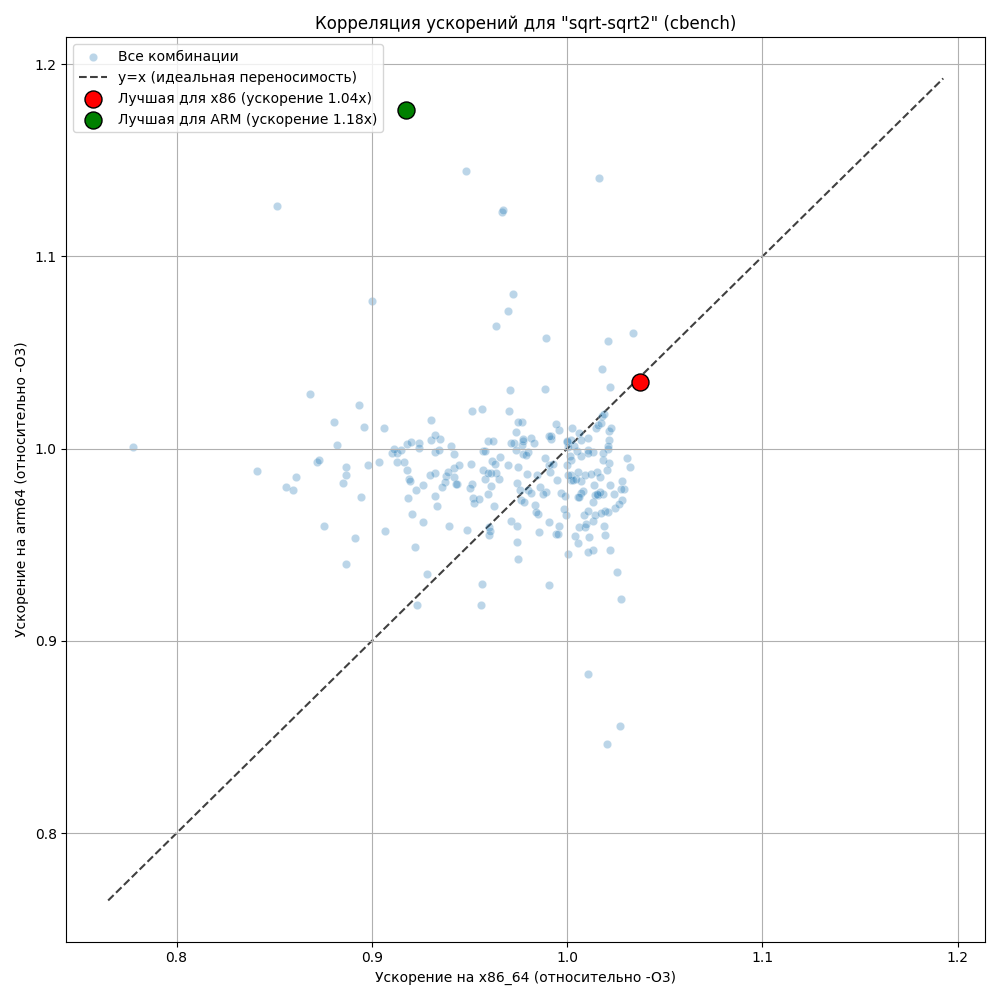 Корреляция ускорений для "sqrt-sqrt2" (cbench)
Все комбинации
y=x (идеальная переносимость)
Лучшая для x86 (ускорение 1.04x)
Лучшая для ARM (ускорение 1.18x)
Ускорение на arm64 (относительно -O3)
1.2
1.1
1.0
0.9
0.8
0.8
0.9
1.0
1.1
1.2
Ускорение на x86_64 (относительно -O3)